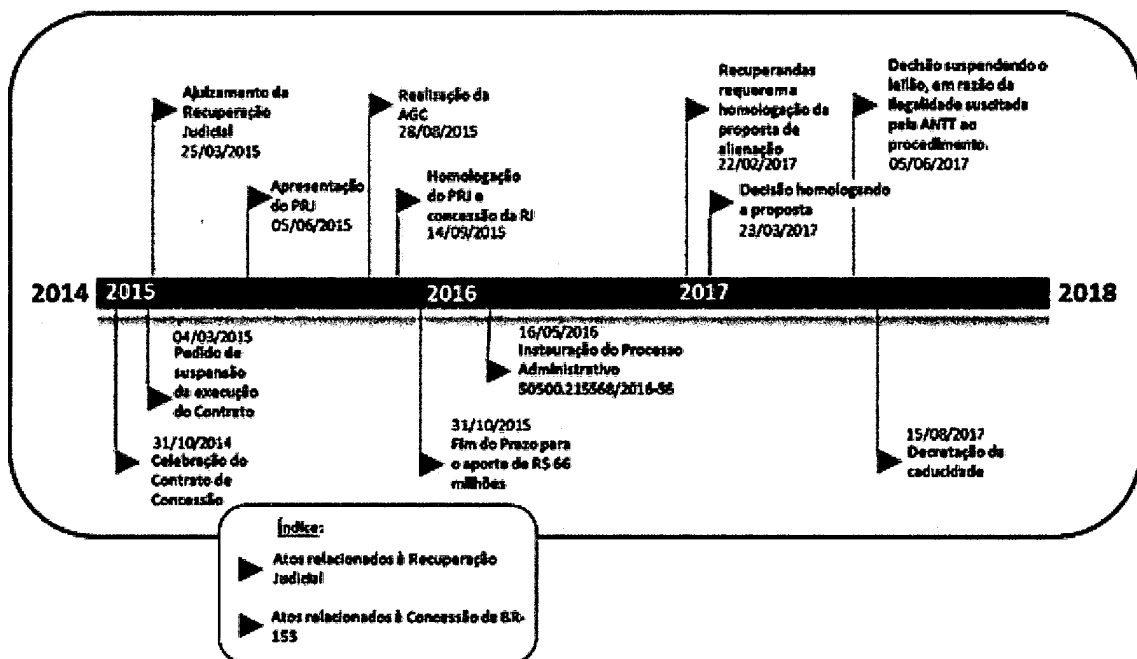 Ajuizamento da
Recuperação
Judicial
25/03/2015
Apresentação
do PRJ
05/06/2015
Realização da
AGC
28/08/2015
Homologação
do PRJ e
concessão da RJ
14/09/2015
Recuperandas
requerem a
homologação da
proposta de
alienação
22/02/2017
Decisão homologando
a proposta
23/03/2017
Decisão suspendendo o
leilão, em razão da
ilegalidade suscitada
pela ANTT ao
procedimento.
05/06/2017
2014
2015
2016
2017
2018
04/03/2015
Pedido de
suspensão
da execução
do Contrato
31/10/2014
Celebração do
Contrato de
Concessão
31/10/2015
Fim do Prazo para
o aporte de R$ 66
milhões
16/05/2016
Instauração do Processo
Administrativo
15/08/2017
Decretação da
caducidade
Índice:
Atos relacionados à Recuperação
Judicial
Atos relacionados à Concessão da BR-
153